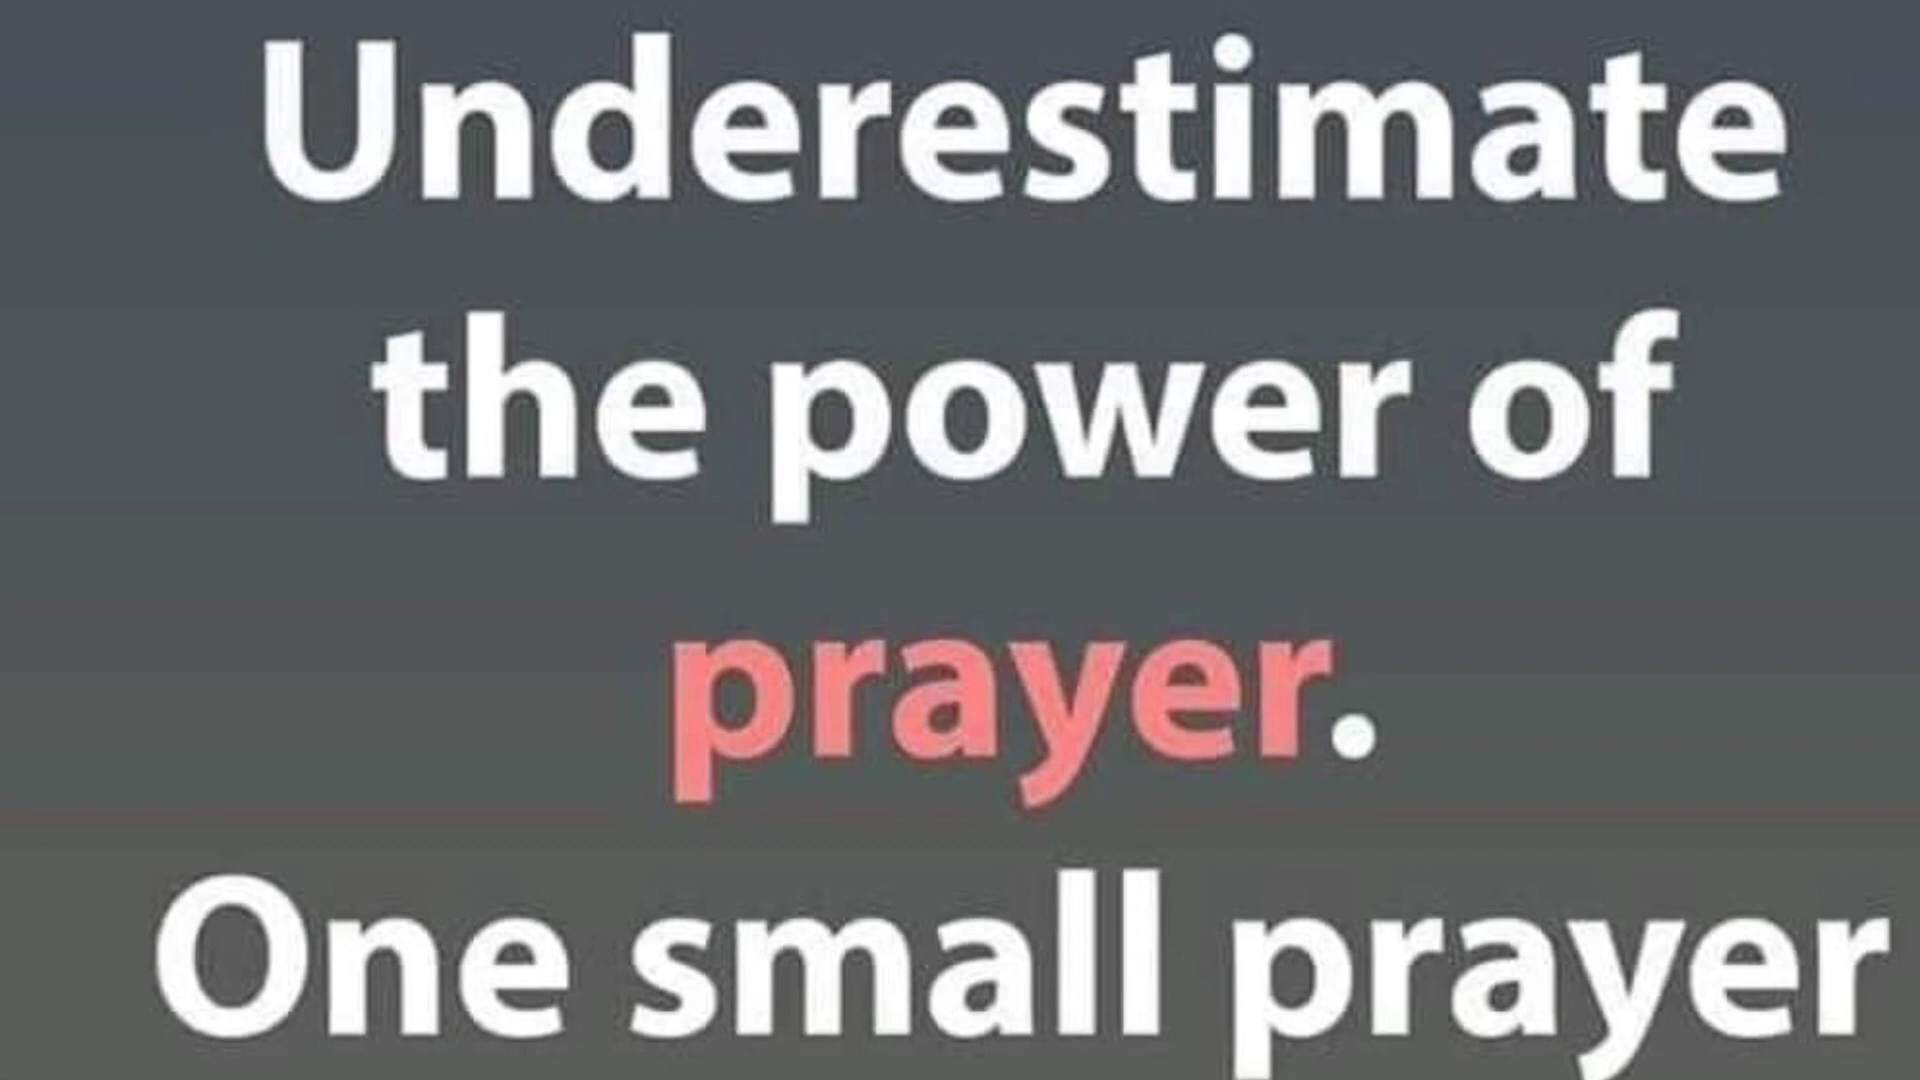 Underestimate
the power of
prayer.
One small prayer